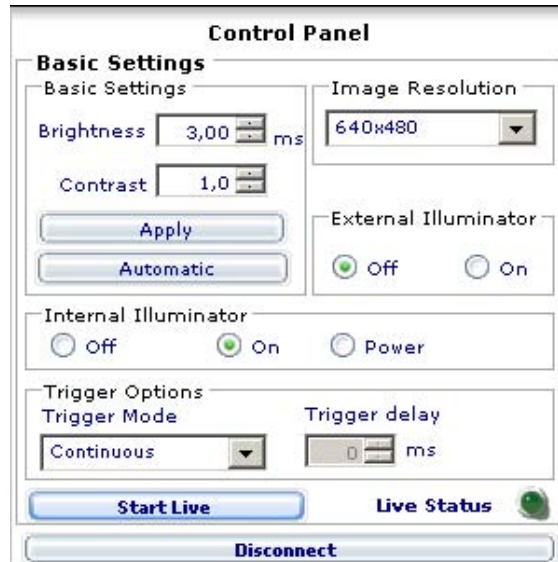 Control Panel
Basic Settings
Basic Settings
Brightness 3,00 ms
Contrast 1,0
Apply
Automatic
Image Resolution
640x480
External Illuminator
Off On
Internal Illuminator
Off On Power
Trigger Options
Trigger Mode Trigger delay
Continuous 0 ms
Start Live Live Status
Disconnect